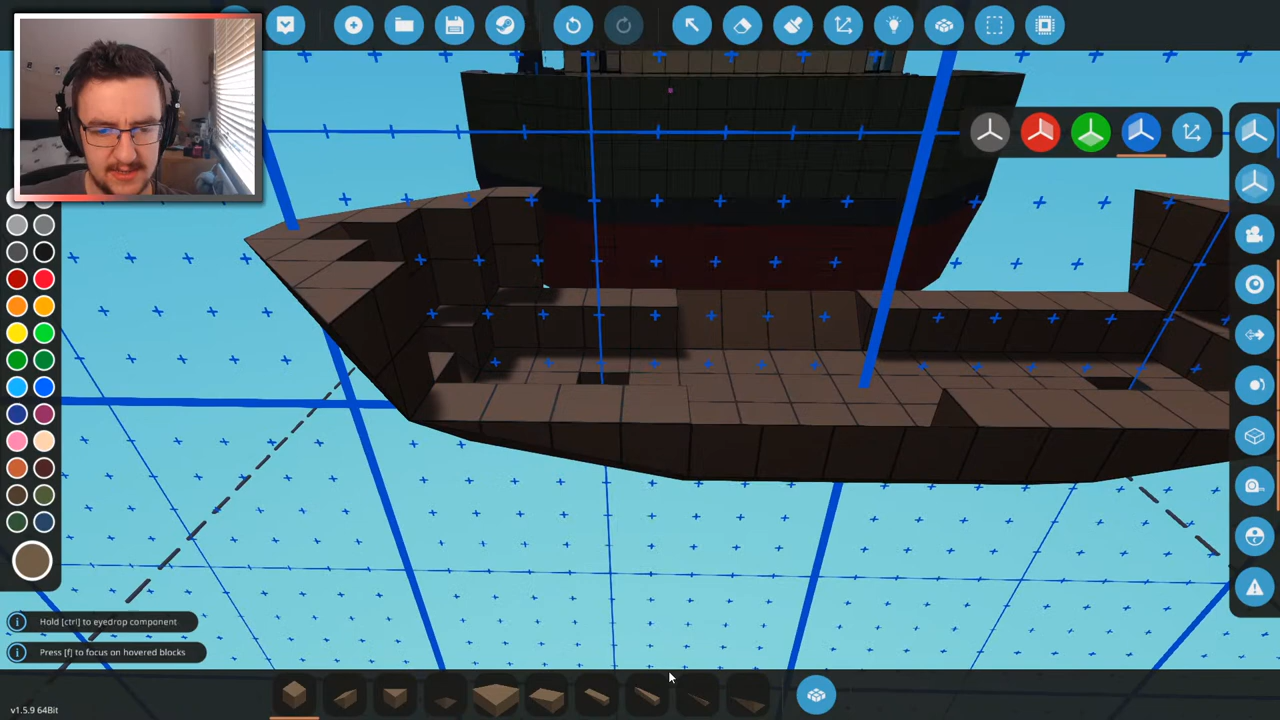 Hold [ctrl] to eyedrop component
Press [f] to focus on hovered blocks
v1.5.9 64Bit